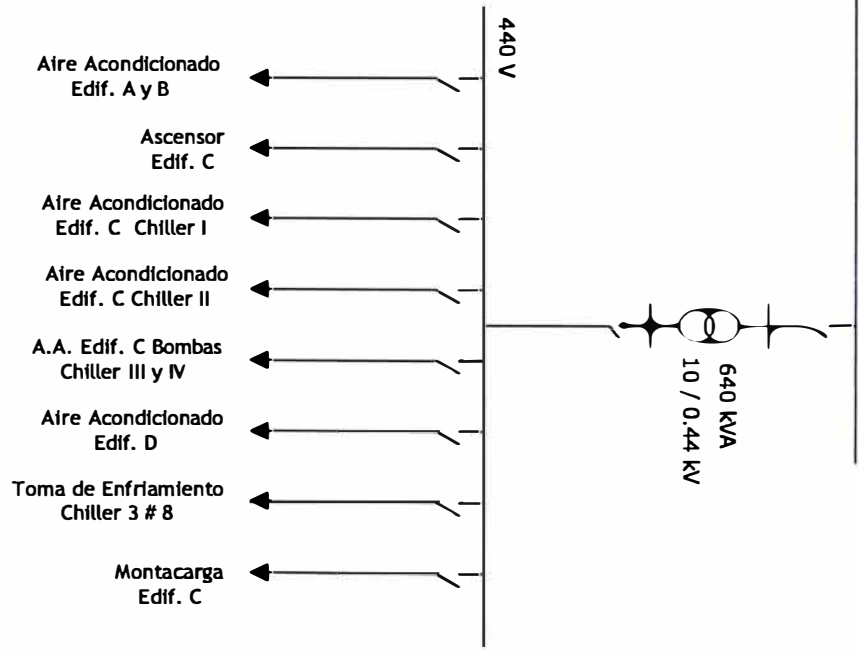 440 V
Aire Acondicionado
Edif. A y B
Ascensor
Edif. C
Aire Acondicionado
Edif. C Chiller I
Aire Acondicionado
Edif. C Chiller II
A.A. Edif. C Bombas
Chiller III y IV
Aire Acondicionado
Edif. D
Toma de Enfriamiento
Chiller 3 # 8
Montacarga
Edif. C
640 kVA
10 / 0.44 kV